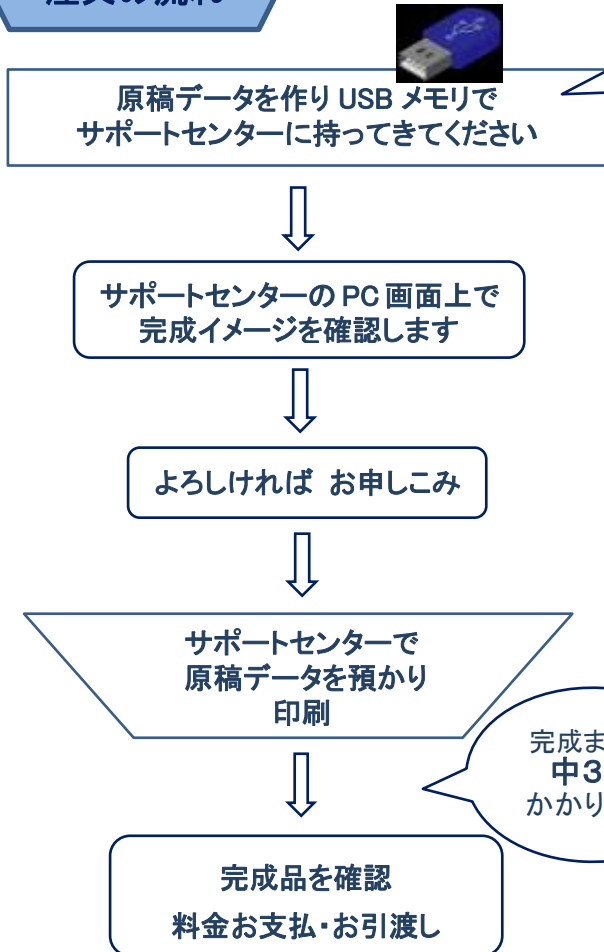 注文の流れ
原稿データを作り USB メモリで
サポートセンターに持ってきてください
サポートセンターの PC 画面上で
完成イメージを確認します
よろしければ お申しこみ
サポートセンターで
原稿データを預かり
印刷
完成ま
中3
かかり
完成品を確認
料金お支払・お引渡し